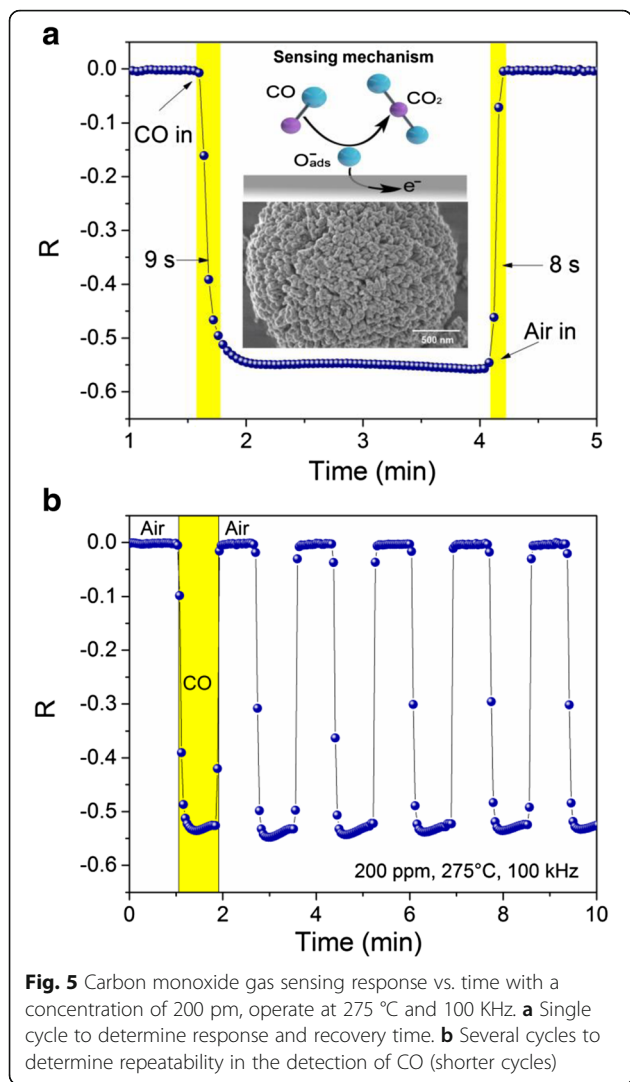 a
0.0
-0.1
-0.2
-0.3
-0.4
-0.5
-0.6
R
CO in
9 s
Sensing mechanism
CO
CO₂
O⁻ads
e⁻
500 nm
8 s
Air in
1 2 3 4 5
Time (min)
b
Air Air
0.0
-0.1
-0.2
-0.3
-0.4
-0.5
-0.6
R
CO
200 ppm, 275°C, 100 kHz
0 2 4 6 8 10
Time (min)
Fig. 5 Carbon monoxide gas sensing response vs. time with a
concentration of 200 pm, operate at 275 °C and 100 KHz. a Single
cycle to determine response and recovery time. b Several cycles to
determine repeatability in the detection of CO (shorter cycles)